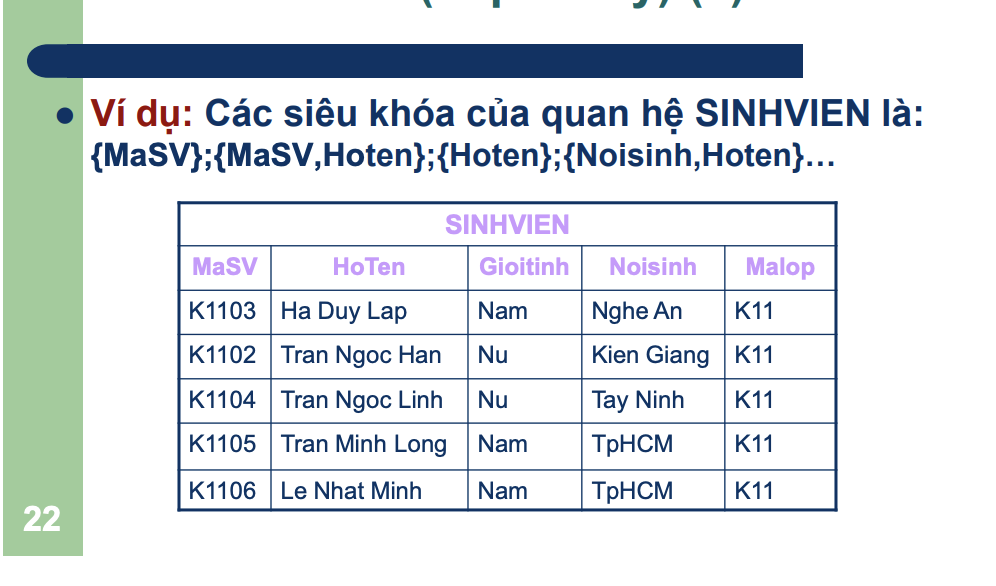 Ví dụ: Các siêu khóa của quan hệ SINHVIEN là:
{MaSV};{MaSV,Hoten};{Hoten};{Noisinh,Hoten}…
SINHVIEN
MaSV HoTen Gioitinh Noisinh Malop
K1103 Ha Duy Lap Nam Nghe An K11
K1102 Tran Ngoc Han Nu Kien Giang K11
K1104 Tran Ngoc Linh Nu Tay Ninh K11
K1105 Tran Minh Long Nam TpHCM K11
K1106 Le Nhat Minh Nam TpHCM K11
22